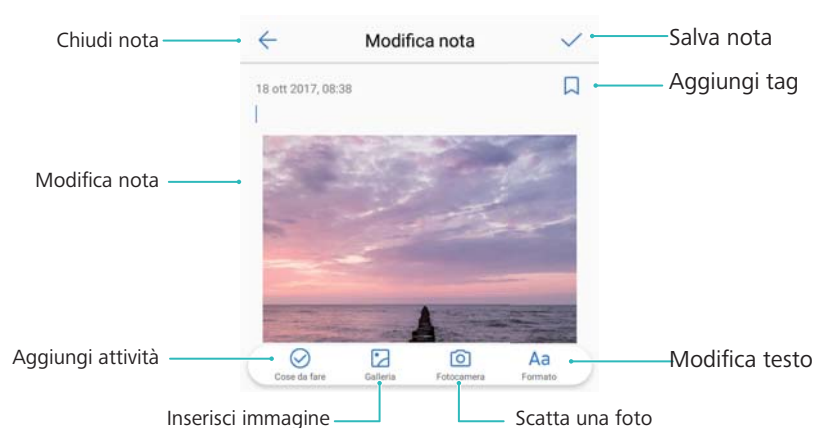 Chiudi nota
Modifica nota
Salva nota
Aggiungi tag
18 ott 2017, 08:38
Modifica nota
Aggiungi attività
Cose da fare
Galleria
Fotocamera
Aa
Formato
Modifica testo
Inserisci immagine
Scatta una foto